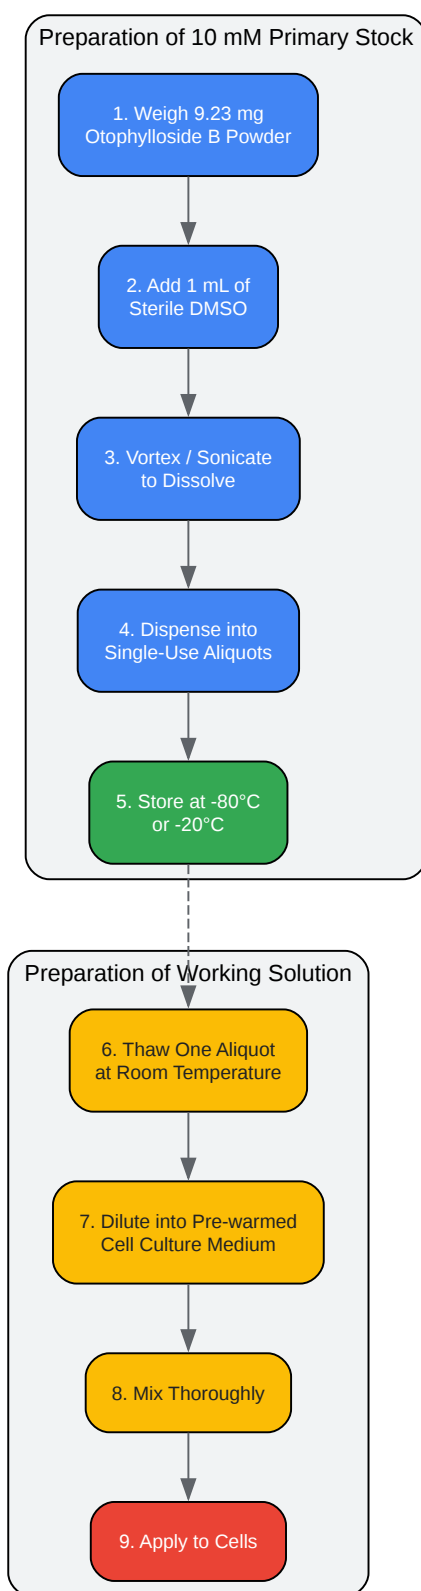 Preparation of 10 mM Primary Stock
1. Weigh 9.23 mg
Otophylloside B Powder
2. Add 1 mL of
Sterile DMSO
3. Vortex / Sonicate
to Dissolve
4. Dispense into
Single-Use Aliquots
5. Store at -80°C
or -20°C
Preparation of Working Solution
6. Thaw One Aliquot
at Room Temperature
7. Dilute into Pre-warmed
Cell Culture Medium
8. Mix Thoroughly
9. Apply to Cells